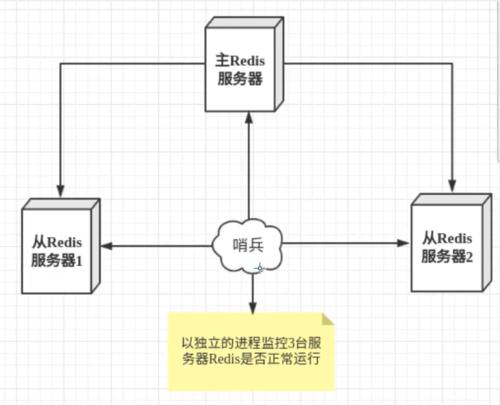 主Redis
服务器
从Redis
服务器1
哨兵
从Redis
服务器2
以独立的进程监控3台服
务器Redis是否正常运行